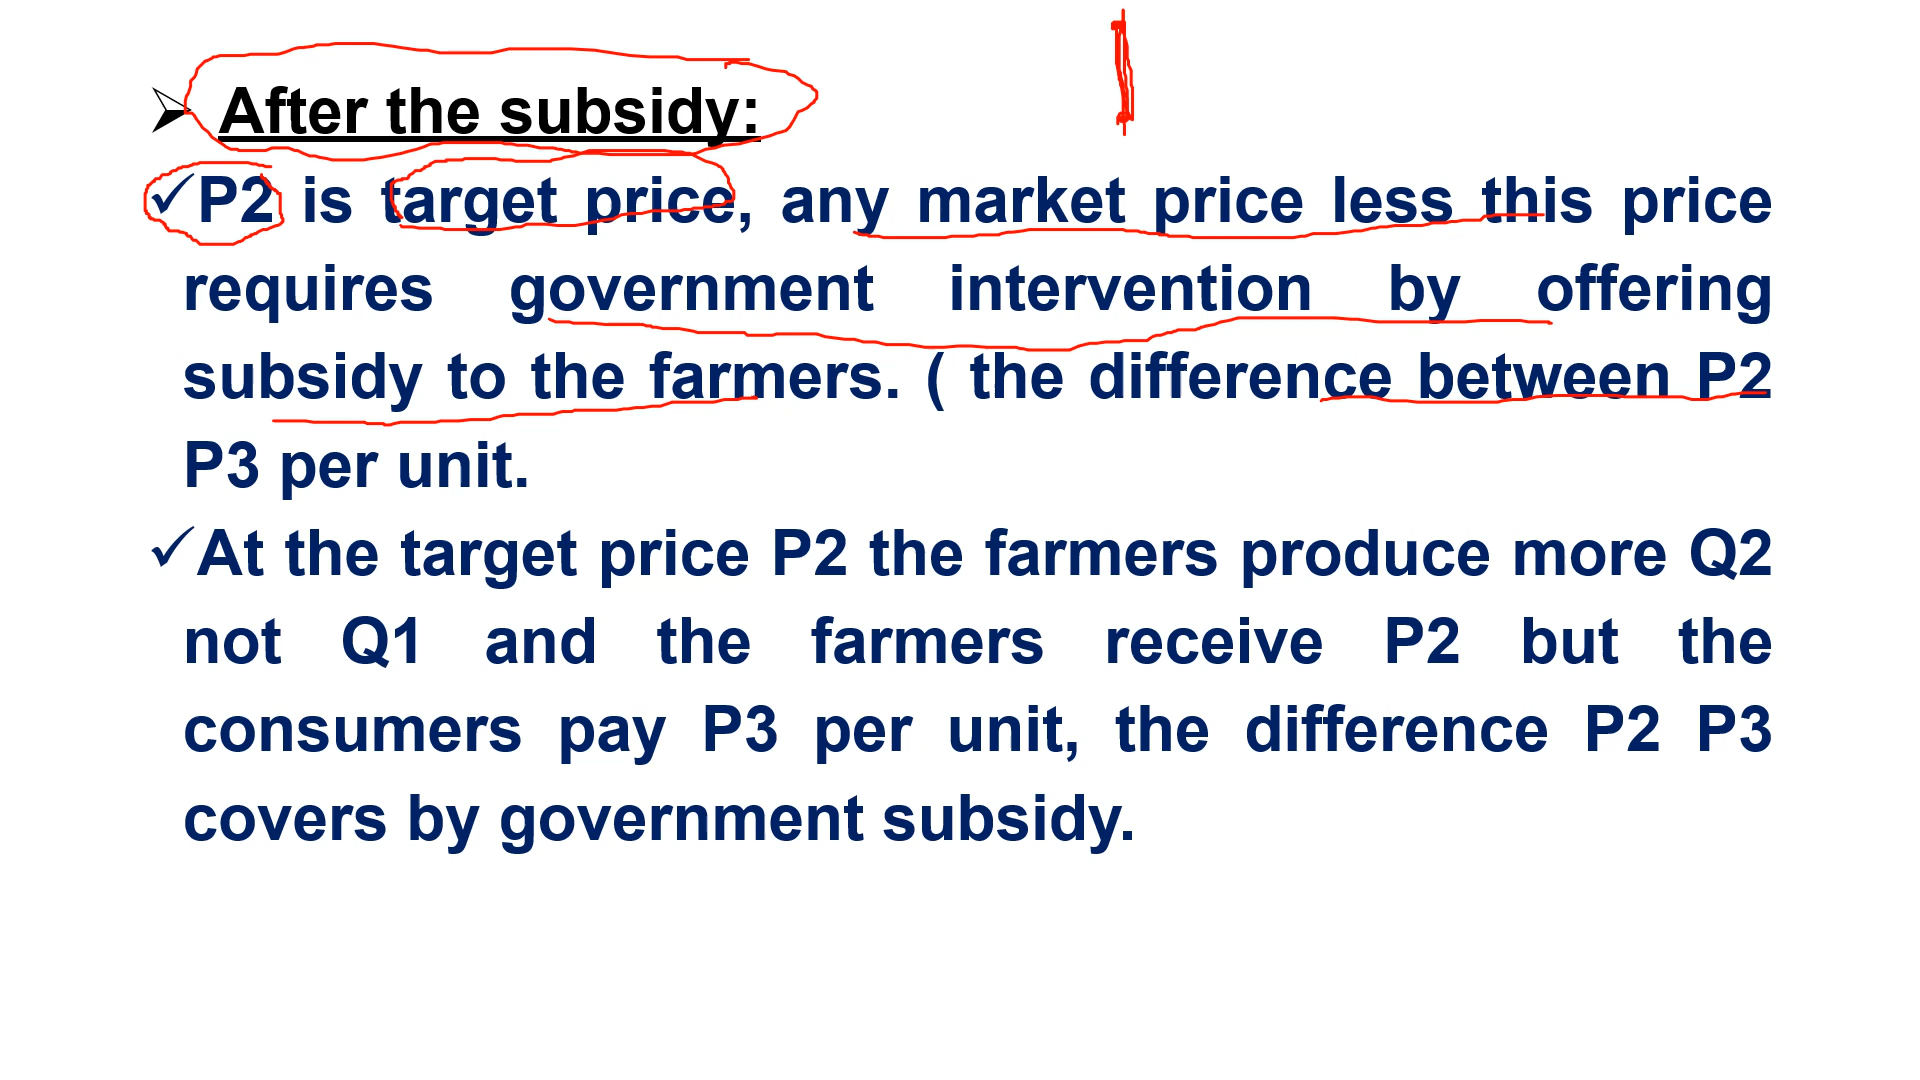 After the subsidy:
P2 is target price, any market price less this price
requires government intervention by offering
subsidy to the farmers. ( the difference between P2
P3 per unit.
At the target price P2 the farmers produce more Q2
not Q1 and the farmers receive P2 but the
consumers pay P3 per unit, the difference P2 P3
covers by government subsidy.